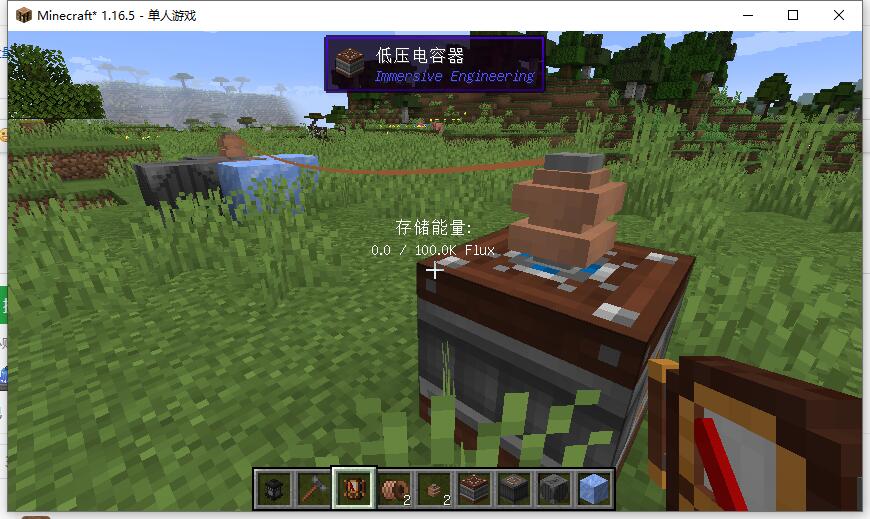 Minecraft* 1.16.5 - 单人游戏
低压电容器
Immersive Engineering
存储能量:
0.0 / 100.0K Flux
2
2